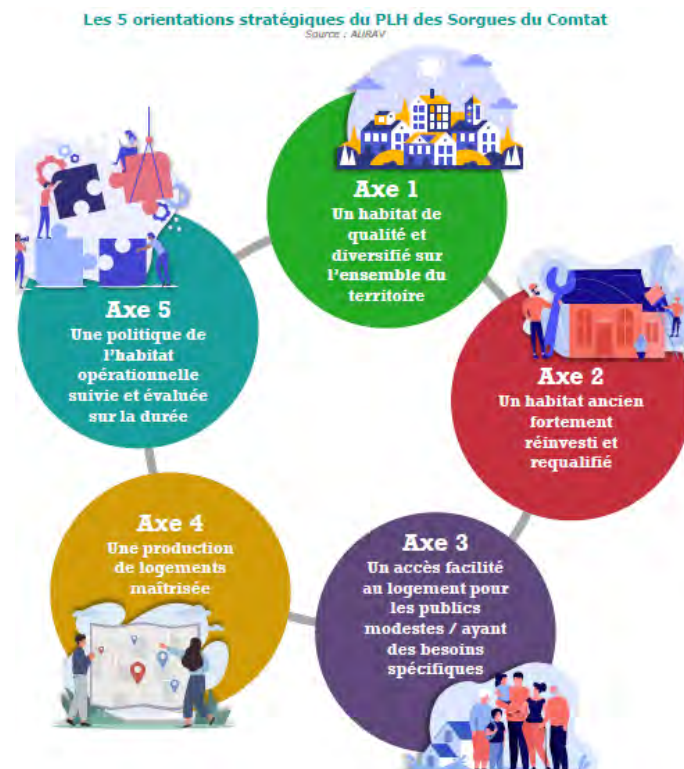 Les 5 orientations stratégiques du PLH des Sorgues du Comtat
Source : AURAV
Axe 1
Un habitat de
qualité et
diversifié sur
l'ensemble du
territoire
Axe 2
Un habitat ancien
fortement
réinvesti et
requalifié
Axe 3
Un accès facilité
au logement pour
les publics
modestes / ayant
des besoins
spécifiques
Axe 4
Une production
de logements
maîtrisée
Axe 5
Une politique de
l'habitat
opérationnelle
suivie et évaluée
sur la durée